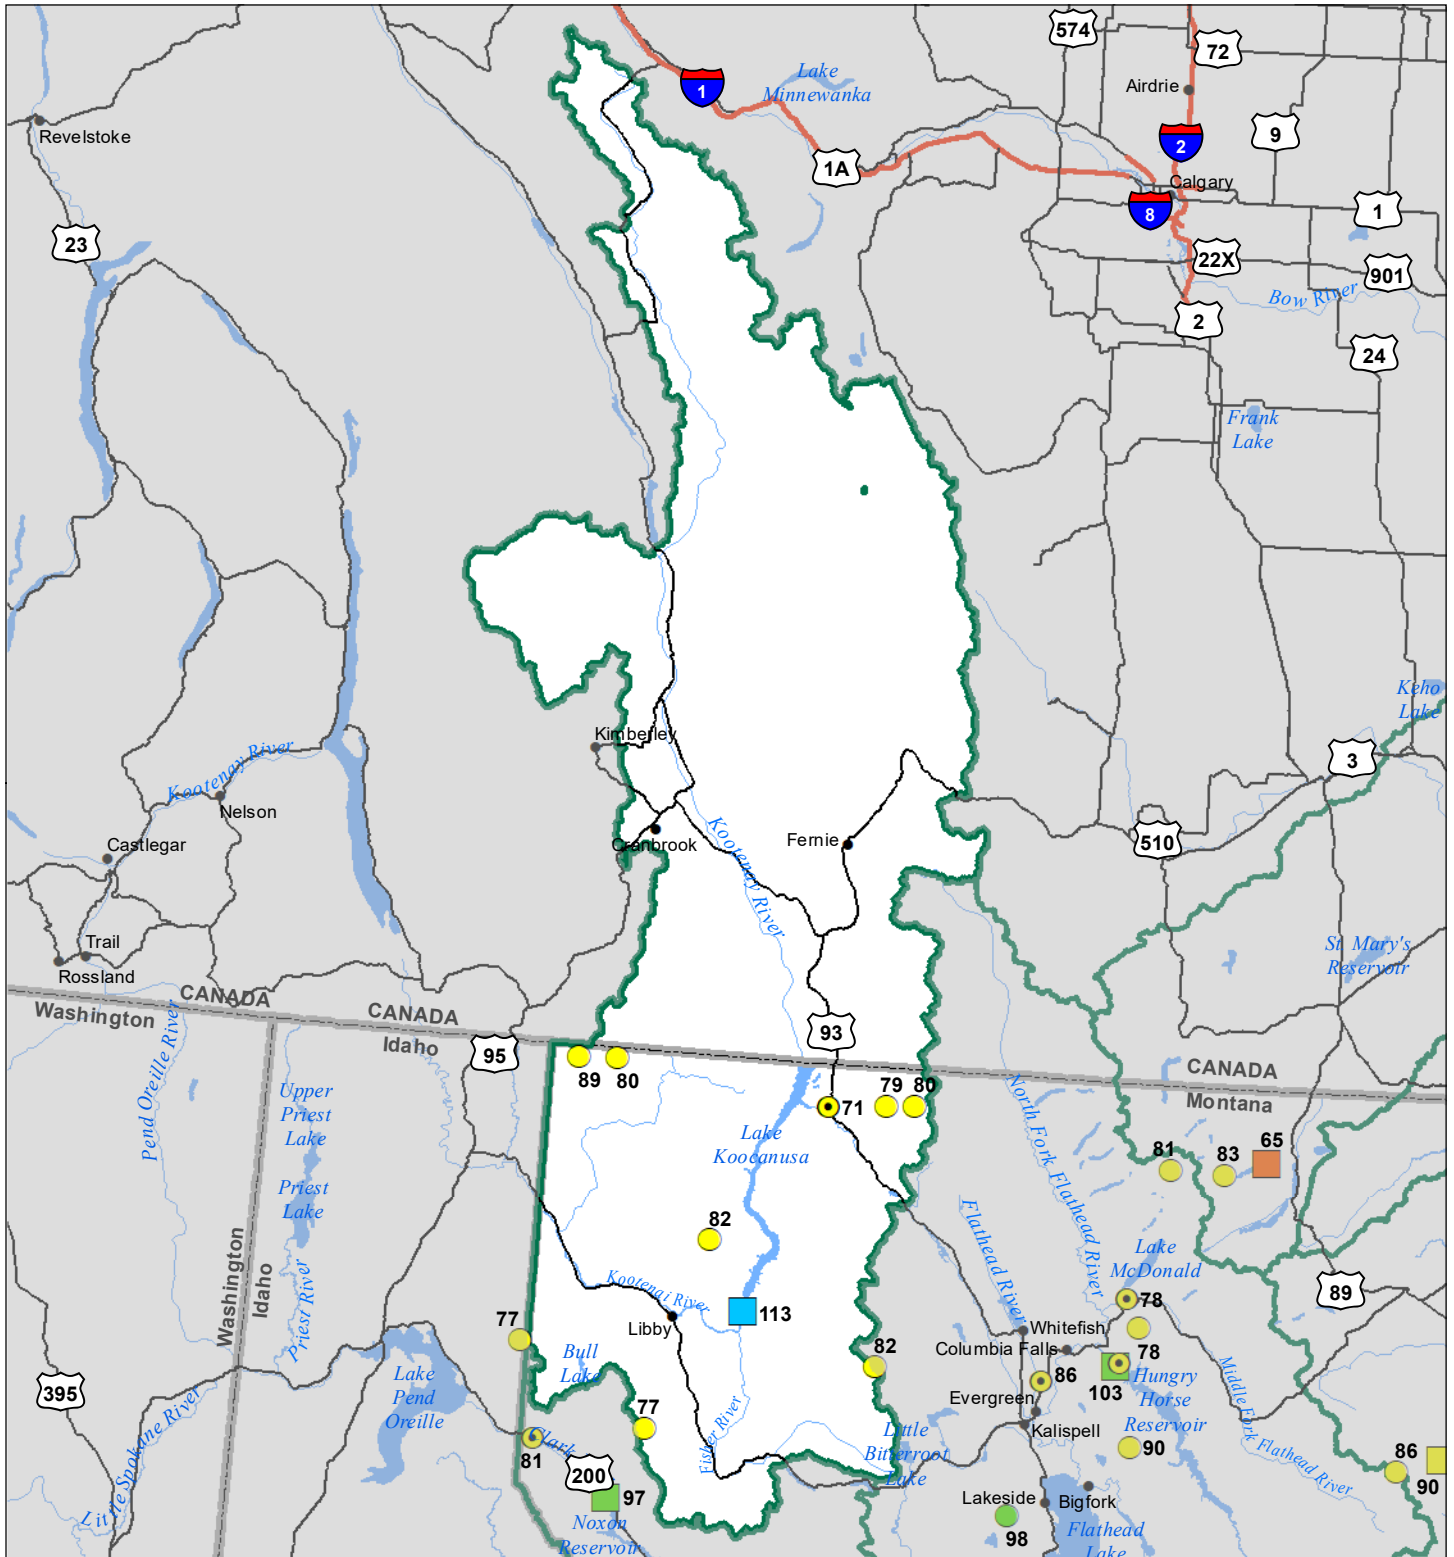 574
72
1
Lake
Minnewanka
Airdrie
Revelstoke
2
9
1A
Calgary
8
1
23
22X
901
Bow River
2
24
Frank
Lake
Keho
Lake
Kimberley
Kootenay River
3
Nelson
Castlegar
Kootenay River
Fernie
Cranbrook
510
Trail
Rossland
St. Mary's
Reservoir
CANADA
Washington
CANADA
Idaho
95
93
CANADA
Montana
Pend Oreille River
89
80
79
80
71
Upper
Priest
Lake
Lake
Koocanusa
North Fork Flathead River
81
83
65
Priest
Lake
82
Flathead River
Lake
McDonald
Washington
Idaho
Priest River
Kootenai River
113
89
78
77
Libby
Whitefish
Columbia Falls
78
Bull
Lake
82
86
103
Hungry
Horse
Reservoir
Middle Fork Flathead River
395
Lake
Pend
Oreille
Evergreen
77
Kalispell
Little Spokane River
Clark
81
Fisher River
Little
Bitterroot
Lake
90
86
90
200
97
Noxon
Reservoir
Lakeside
Bigfork
98
Flathead
Lake